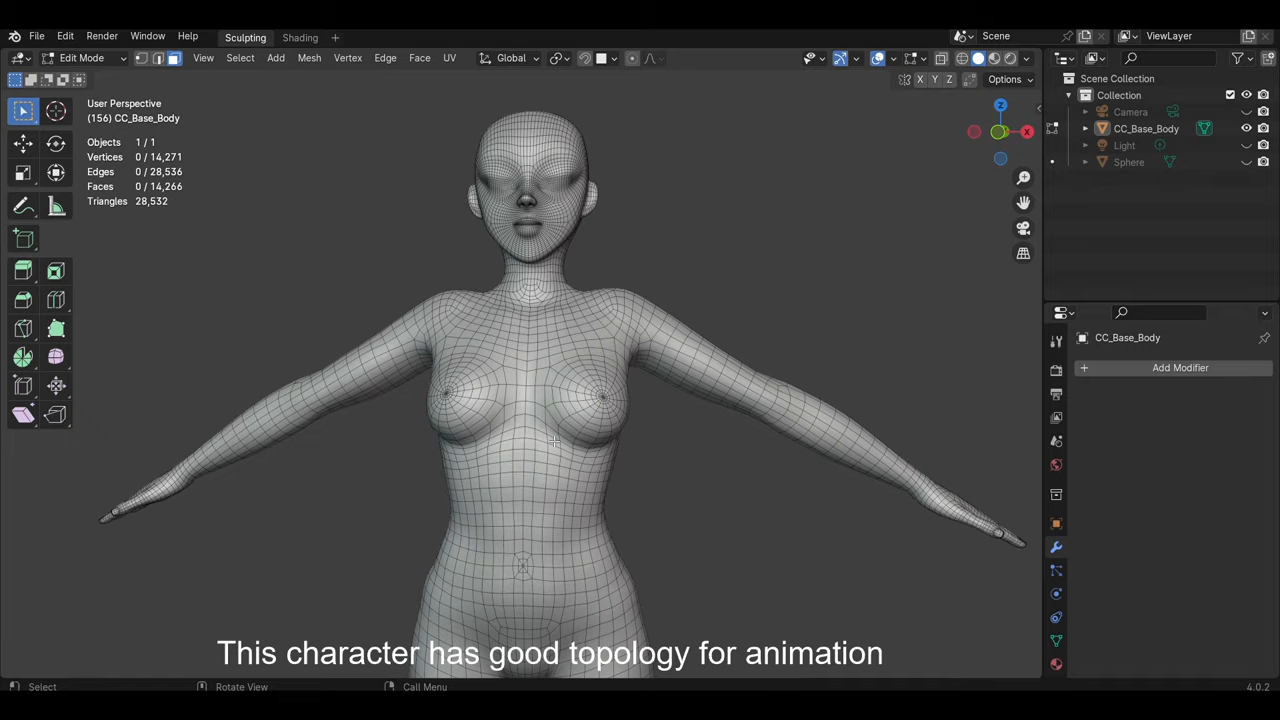 File Edit Render Window Help Sculpting Shading + Scene ViewLayer
Edit Mode View Select Add Mesh Vertex Edge Face UV Global
X Y Z Options
User Perspective
(156) CC_Base_Body
Objects 1 / 1
Vertices 0 / 14,271
Edges 0 / 28,536
Faces 0 / 14,266
Triangles 28,532
Z
X
Scene Collection
Collection
Camera
CC_Base_Body
Light
Sphere
CC_Base_Body
+ Add Modifier
This character has good topology for animation
Select Rotate View Call Menu 4.0.2